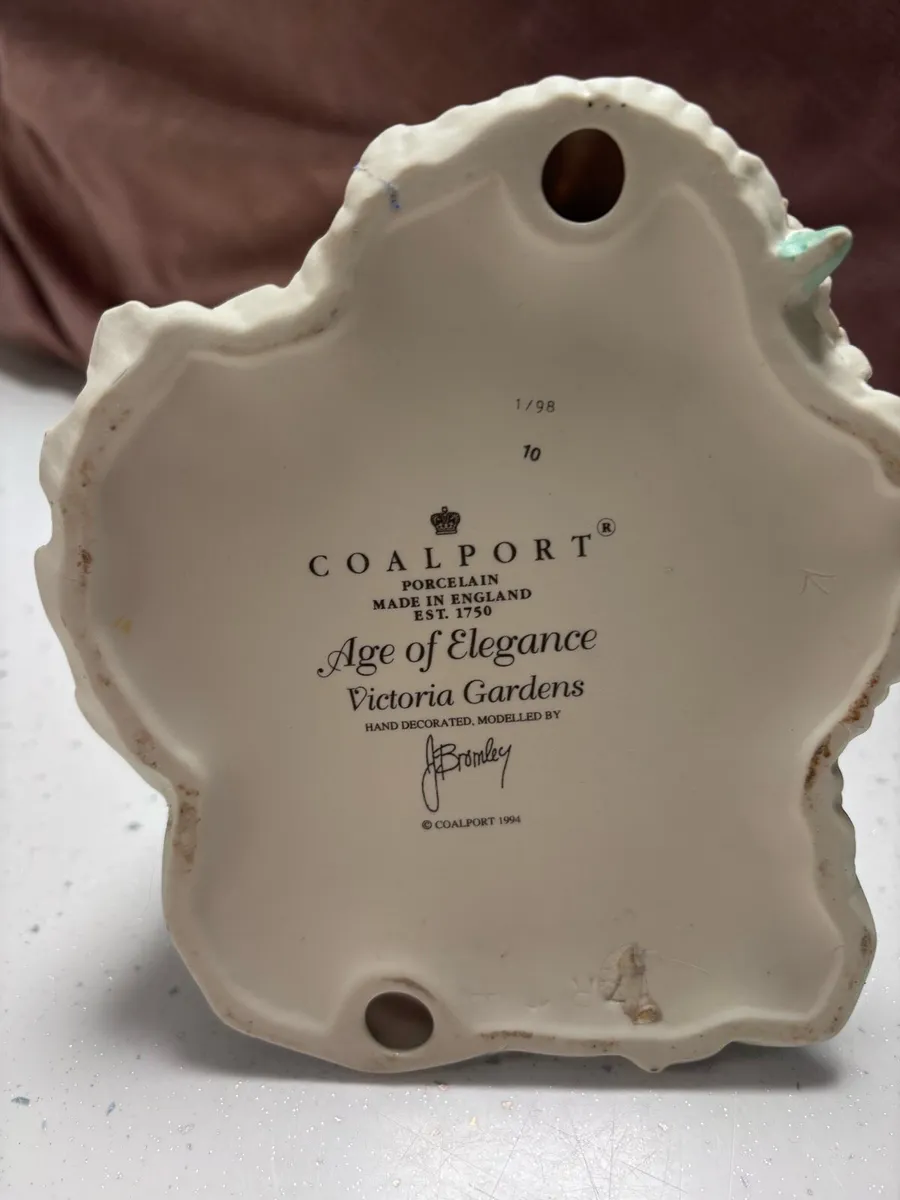 1/98
10
COALPORT®
PORCELAIN
MADE IN ENGLAND
EST. 1750
Age of Elegance
Victoria Gardens
HAND DECORATED, MODELLED BY
JBromley
© COALPORT 1994